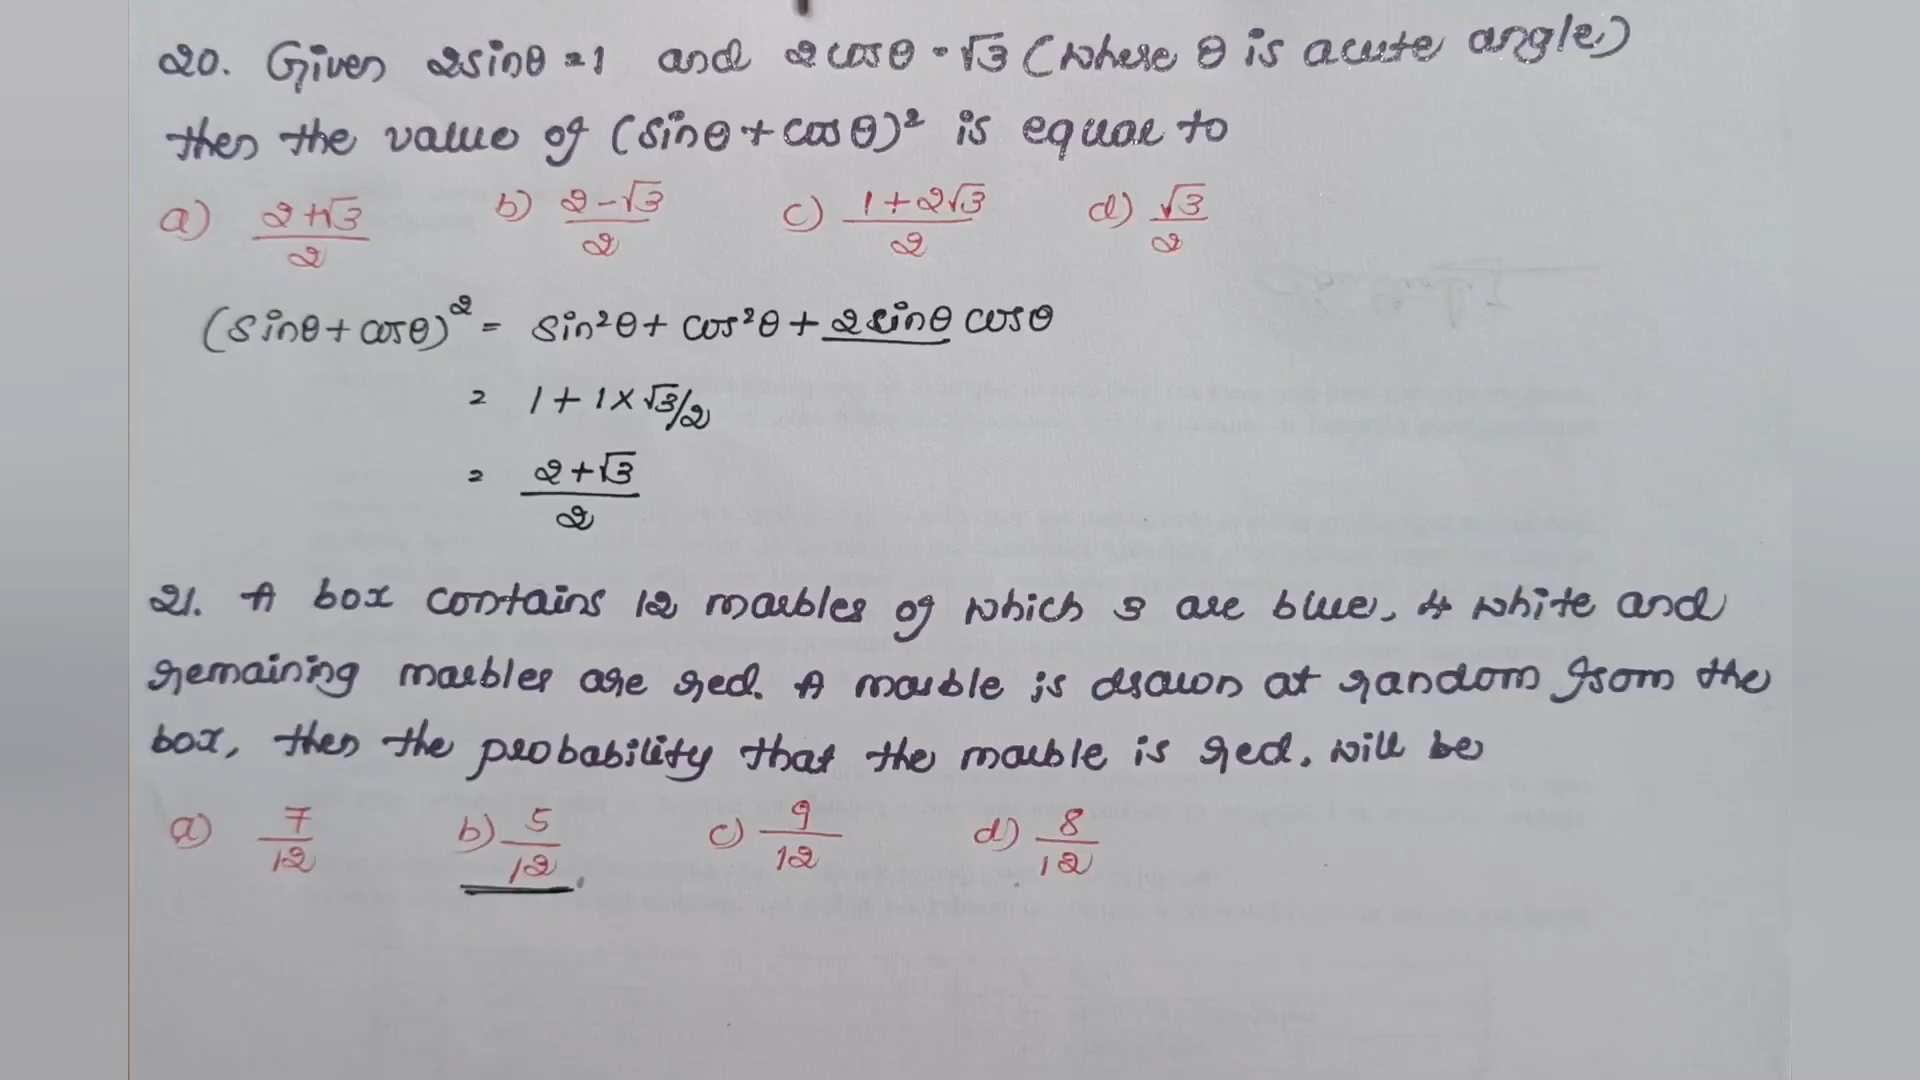 20. Given 2sinθ = 1 and 2cosθ = √3 (where θ is acute angle)
then the value of (sinθ + cosθ)² is equal to
a) (2+√3)/2 b) (2-√3)/2 c) (1+2√3)/2 d) √3/2
(sinθ + cosθ)² = sin²θ + cos²θ + 2sinθ cosθ
= 1 + 1 × √3/2
= (2+√3)/2
21. A box contains 12 marbles of which 3 are blue, 4 white and
remaining marbles are red. A marble is drawn at random from the
box, then the probability that the marble is red, will be
a) 7/12 b) 5/12 c) 9/12 d) 8/12